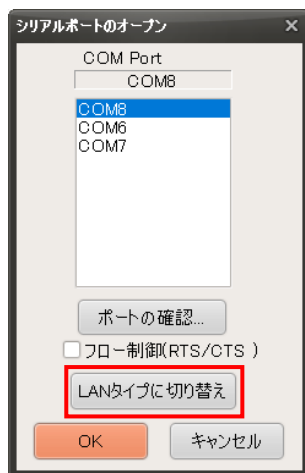 シリアルポートのオープン
COM Port
COM8
COM8
COM6
COM7
ポートの確認...
フロー制御(RTS/CTS )
LANタイプに切り替え
OK
キャンセル